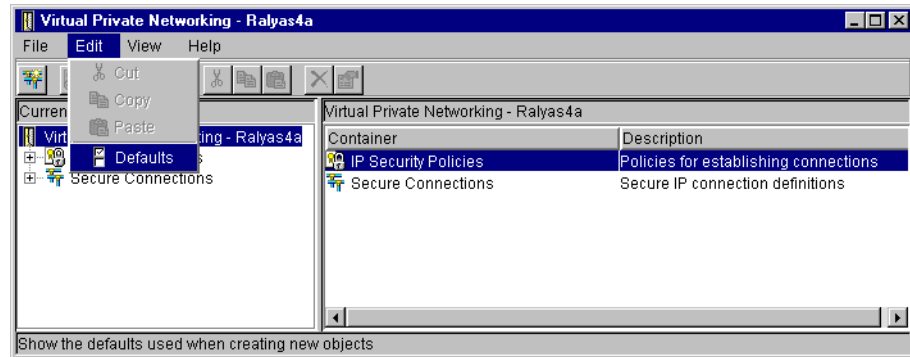 Virtual Private Networking - Ralyas4a
File Edit View Help
Cut
Copy
Paste
Defaults
Curren
Virt ing - Ralyas4a
s
Secure Connections
Virtual Private Networking - Ralyas4a
Container Description
IP Security Policies Policies for establishing connections
Secure Connections Secure IP connection definitions
Show the defaults used when creating new objects